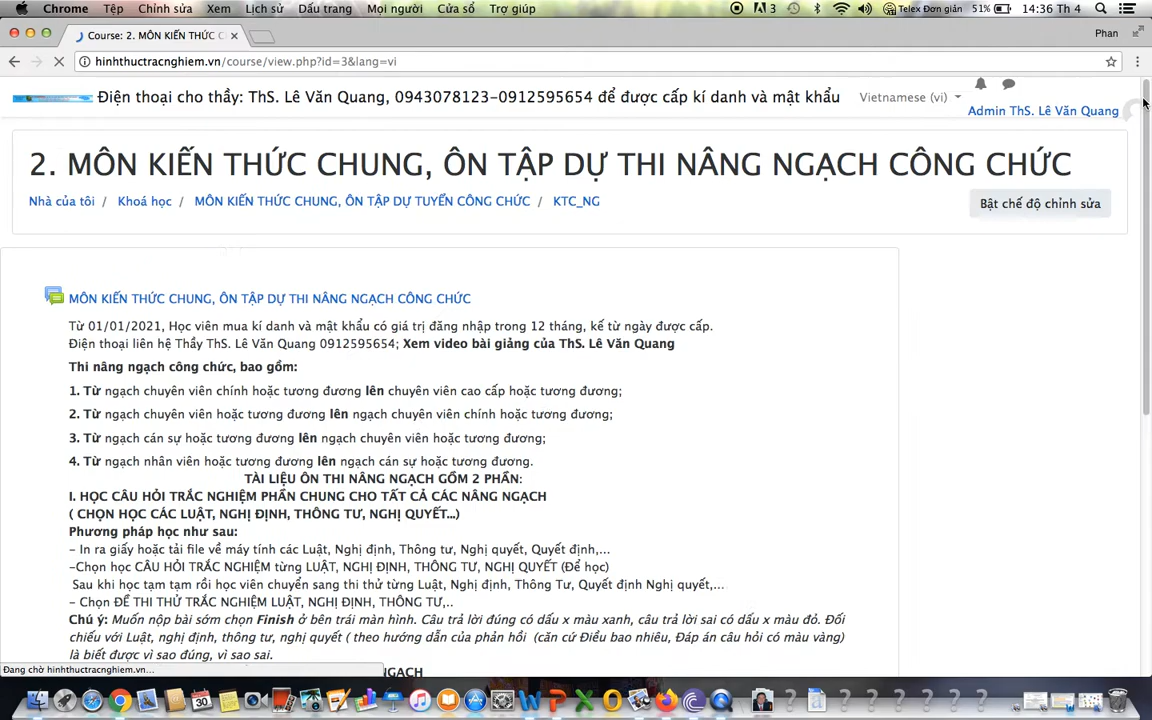 Chrome Tệp Chỉnh sửa Xem Lịch sử Dấu trang Mọi người Cửa sổ Trợ giúp 3 Telex Đơn giản 51% 14:36 Th 4
Course: 2. MÔN KIẾN THỨC C Phan
hinhthuctracnghiem.vn/course/view.php?id=3&lang=vi
Điện thoại cho thầy: ThS. Lê Văn Quang, 0943078123-0912595654 để được cấp kí danh và mật khẩu Vietnamese (vi)
Admin ThS. Lê Văn Quang
2. MÔN KIẾN THỨC CHUNG, ÔN TẬP DỰ THI NÂNG NGẠCH CÔNG CHỨC
Nhà của tôi / Khoá học / MÔN KIẾN THỨC CHUNG, ÔN TẬP DỰ TUYỂN CÔNG CHỨC / KTC_NG Bật chế độ chỉnh sửa
MÔN KIẾN THỨC CHUNG, ÔN TẬP DỰ THI NÂNG NGẠCH CÔNG CHỨC
Từ 01/01/2021, Học viên mua kí danh và mật khẩu có giá trị đăng nhập trong 12 tháng, kế từ ngày được cấp.
Điện thoại liên hệ Thầy ThS. Lê Văn Quang 0912595654; Xem video bài giảng của ThS. Lê Văn Quang
Thi nâng ngạch công chức, bao gồm:
1. Từ ngạch chuyên viên chính hoặc tương đương lên chuyên viên cao cấp hoặc tương đương;
2. Từ ngạch chuyên viên hoặc tương đương lên ngạch chuyên viên chính hoặc tương đương;
3. Từ ngạch cán sự hoặc tương đương lên ngạch chuyên viên hoặc tương đương;
4. Từ ngạch nhân viên hoặc tương đương lên ngạch cán sự hoặc tương đương.
TÀI LIỆU ÔN THI NÂNG NGẠCH GỒM 2 PHẦN:
I. HỌC CÂU HỎI TRẮC NGHIỆM PHẦN CHUNG CHO TẤT CẢ CÁC NÂNG NGẠCH
( CHỌN HỌC CÁC LUẬT, NGHỊ ĐỊNH, THÔNG TƯ, NGHỊ QUYẾT...)
Phương pháp học như sau:
- In ra giấy hoặc tải file về máy tính các Luật, Nghị định, Thông tư, Nghị quyết, Quyết định,...
-Chọn học CÂU HỎI TRẮC NGHIỆM từng LUẬT, NGHỊ ĐỊNH, THÔNG TƯ, NGHỊ QUYẾT (Để học)
Sau khi học tạm tạm rồi học viên chuyển sang thi thử từng Luật, Nghị định, Thông Tư, Quyết định Nghị quyết,...
- Chọn ĐỀ THI THỬ TRẮC NGHIỆM LUẬT, NGHỊ ĐỊNH, THÔNG TƯ,..
Chú ý: Muốn nộp bài sớm chọn Finish ở bên trái màn hình. Câu trả lời đúng có dấu x màu xanh, câu trả lời sai có dấu x màu đỏ. Đối
chiếu với Luật, nghị định, thông tư, nghị quyết ( theo hướng dẫn của phản hồi (căn cứ Điều bao nhiêu, Đáp án câu hỏi có màu vàng)
là biết được vì sao đúng, vì sao sai.
Đang chờ hinhthuctracnghiem.vn... GẠCH